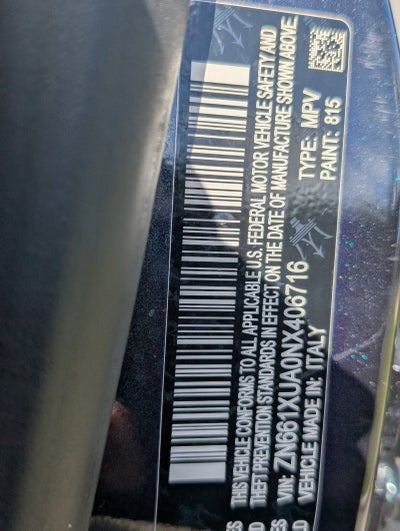 THIS VEHICLE CONFORMS TO ALL APPLICABLE U.S. FEDERAL MOTOR VEHICLE SAFETY AND
THEFT PREVENTION STANDARDS IN EFFECT ON THE DATE OF MANUFACTURE SHOWN ABOVE.
VIN: ZN661XUA0NX406716 TYPE: MPV
VEHICLE MADE IN: ITALY PAINT: 815